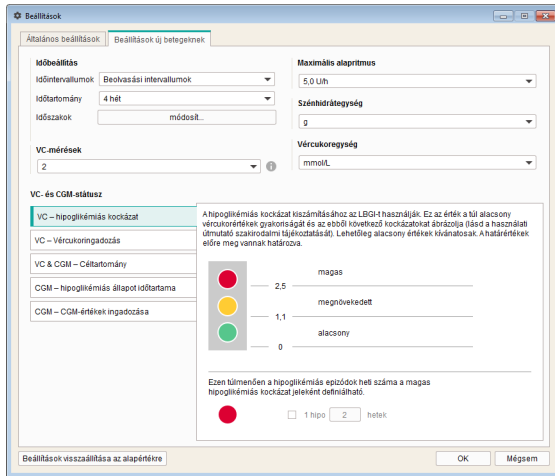 Beállítások
Általános beállítások
Beállítások új betegeknek
Időbeállítás
Időintervallumok
Beolvasási intervallumok
Időtartomány
4 hét
Időszakok
módosít...
VC-mérések
2
Maximális alapritmus
5,0 U/h
Szénhidrátegység
g
Vércukoregység
mmol/L
VC- és CGM-státusz
VC – hipoglikémiás kockázat
VC – Vércukoringadozás
VC & CGM – Céltartomány
CGM – hipoglikémiás állapot időtartama
CGM – CGM-értékek ingadozása
A hipoglikémiás kockázat kiszámításához az LBGI-t használják. Ez az érték a túl alacsony
vércukorértékek gyakoriságát és az ebből következő kockázatokat ábrázolja (lásd a használati
útmutató szakirodalmi tájékoztatását). Lehetőleg alacsony értékek kívánatosak. A határértékek
előre meg vannak határozva.
magas
2,5
megnövekedett
1,1
alacsony
0
Ezen túlmenően a hipoglikémiás epizódok heti száma a magas
hipoglikémiás kockázat jeleként definiálható.
1 hipo 2 hetek
Beállítások visszaállítása az alapértékre
OK
Mégsem